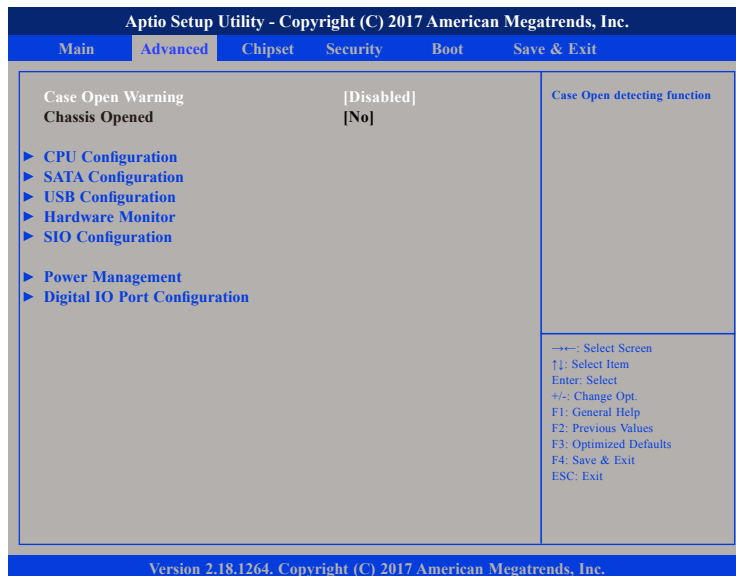 Aptio Setup Utility - Copyright (C) 2017 American Megatrends, Inc.
Main Advanced Chipset Security Boot Save & Exit
Case Open Warning [Disabled]
Chassis Opened [No]
► CPU Configuration
► SATA Configuration
► USB Configuration
► Hardware Monitor
► SIO Configuration
► Power Management
► Digital IO Port Configuration
Case Open detecting function
→←: Select Screen
↑↓: Select Item
Enter: Select
+/-: Change Opt.
F1: General Help
F2: Previous Values
F3: Optimized Defaults
F4: Save & Exit
ESC: Exit
Version 2.18.1264. Copyright (C) 2017 American Megatrends, Inc.